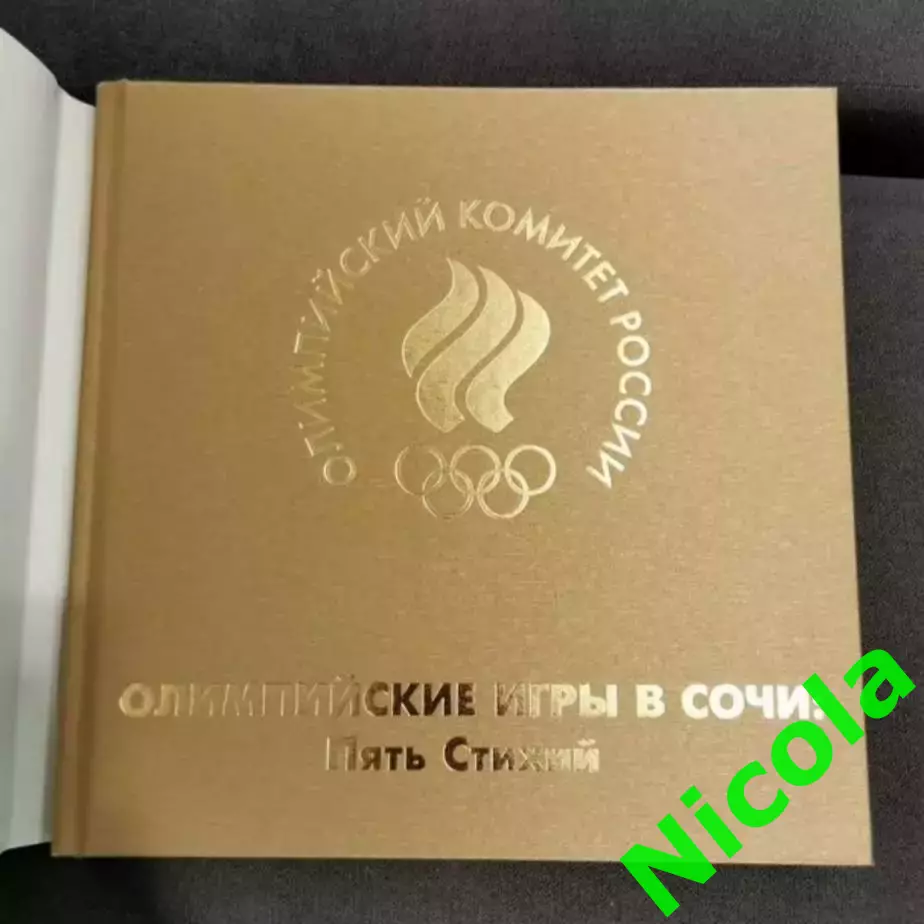 ОЛИМПИЙСКИЙ КОМИТЕТ РОССИИ
ОЛИМПИЙСКИЕ ИГРЫ В СОЧИ:
Пять Стихий
Nicola